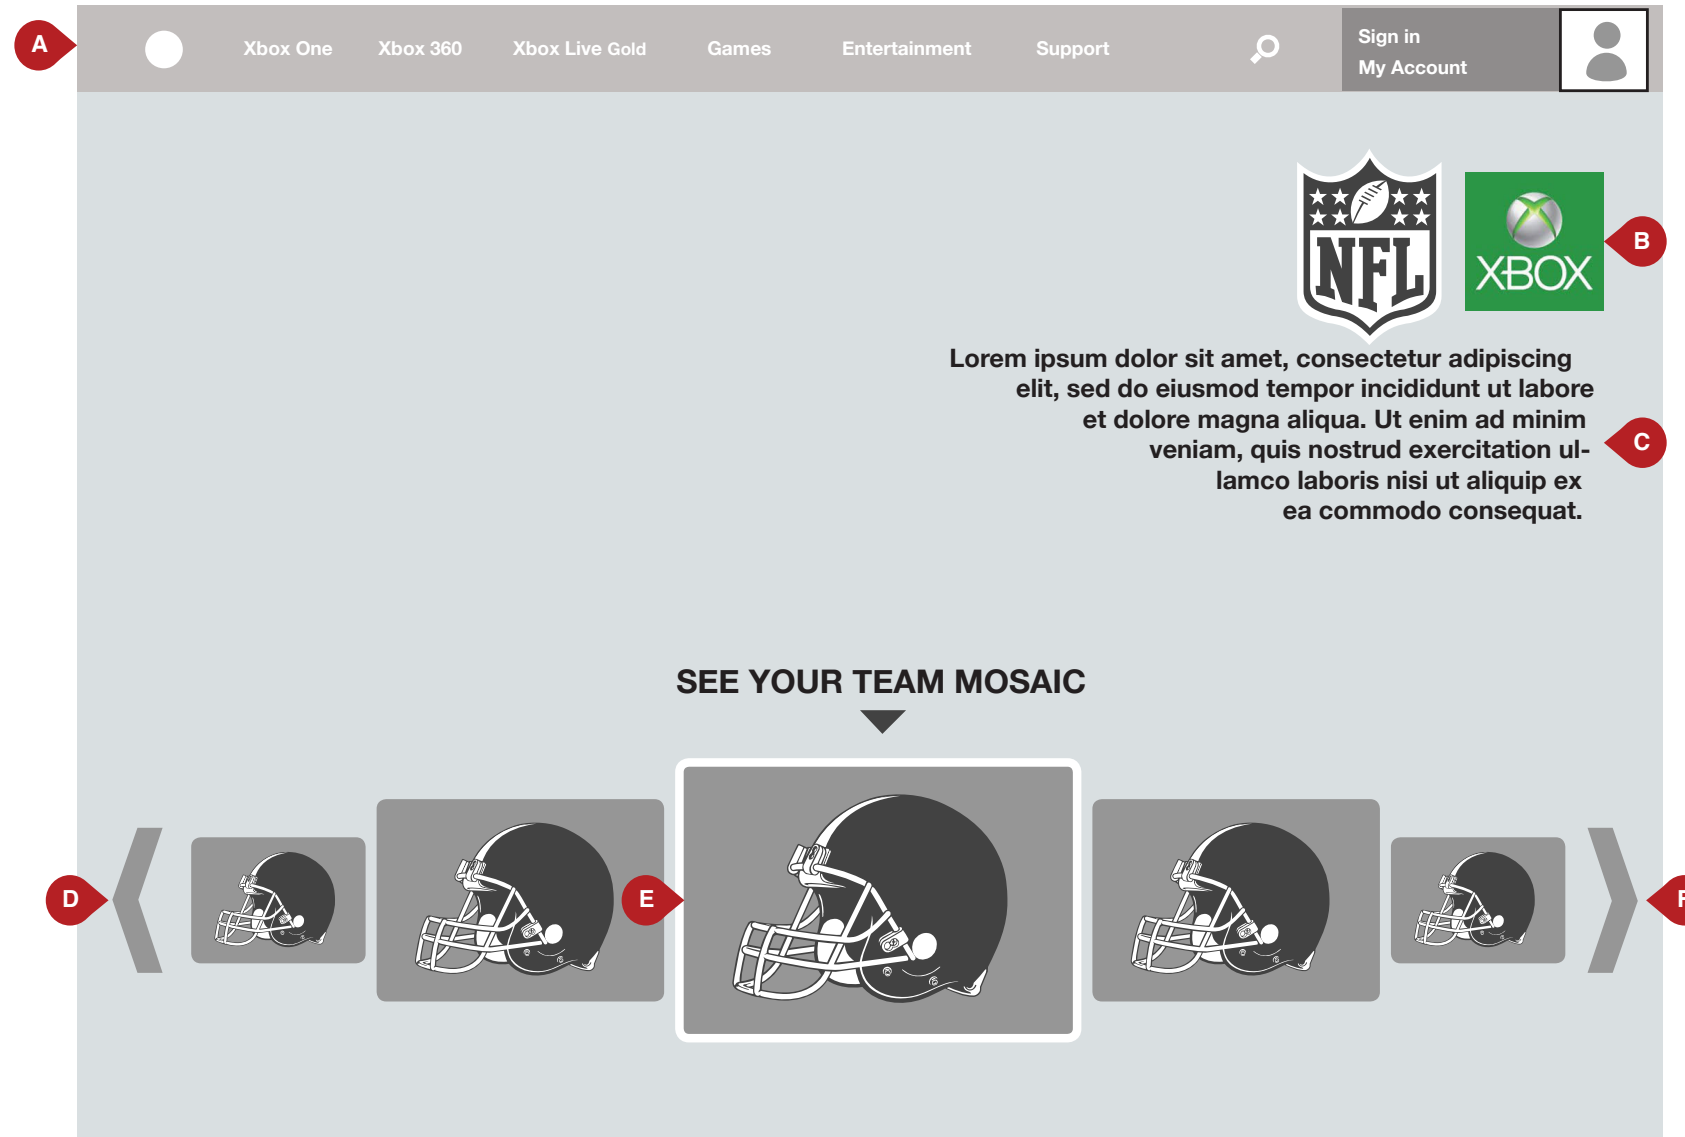 A
Xbox One Xbox 360 Xbox Live Gold Games Entertainment Support
Sign in
My Account
NFL
XBOX
B
Lorem ipsum dolor sit amet, consectetur adipiscing
elit, sed do eiusmod tempor incididunt ut labore
et dolore magna aliqua. Ut enim ad minim
veniam, quis nostrud exercitation ul-
lamco laboris nisi ut aliquip ex
ea commodo consequat.
C
SEE YOUR TEAM MOSAIC
D
E